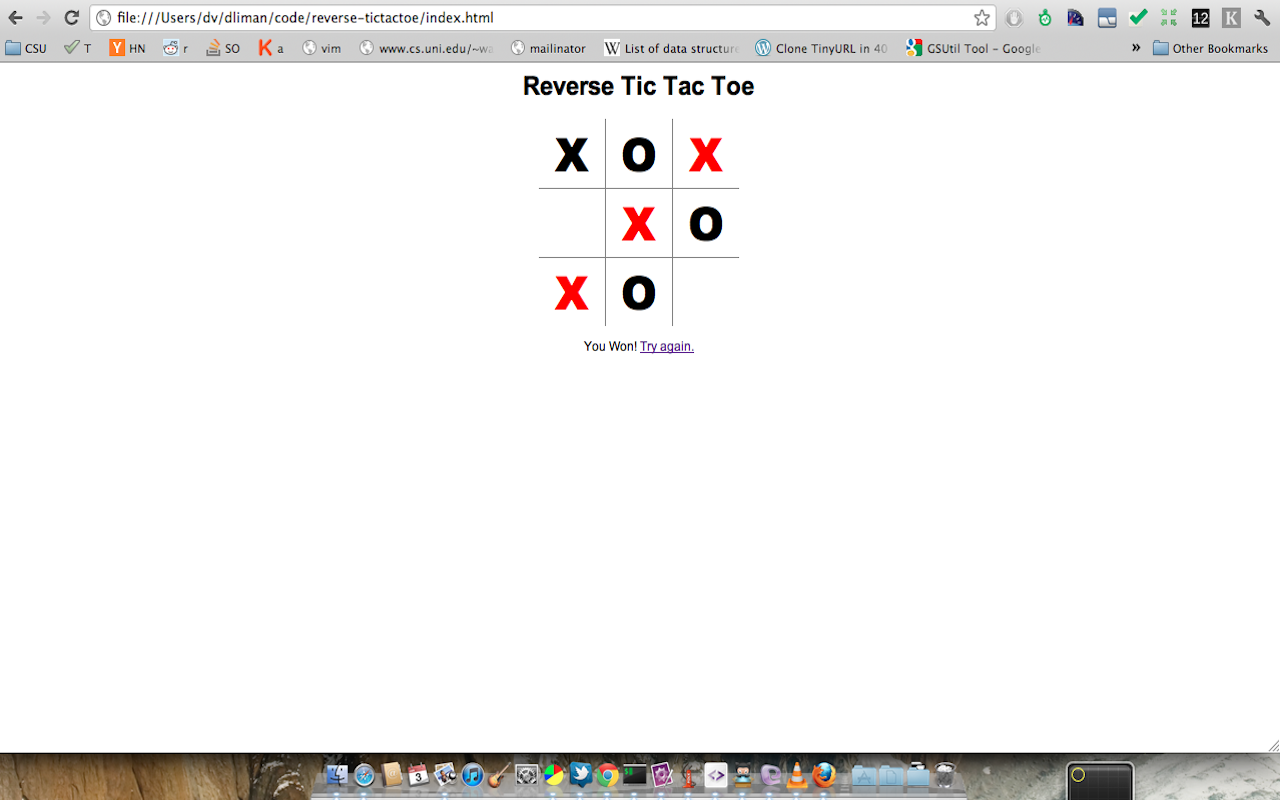 file:///Users/dv/dliman/code/reverse-tictactoe/index.html
12 K
CSU T Y HN r SO K a vim www.cs.uni.edu/~wa mailinator W List of data structure Clone TinyURL in 40 GSUtil Tool – Google » Other Bookmarks
Reverse Tic Tac Toe
X O X
X O
X O
You Won! Try again.
3